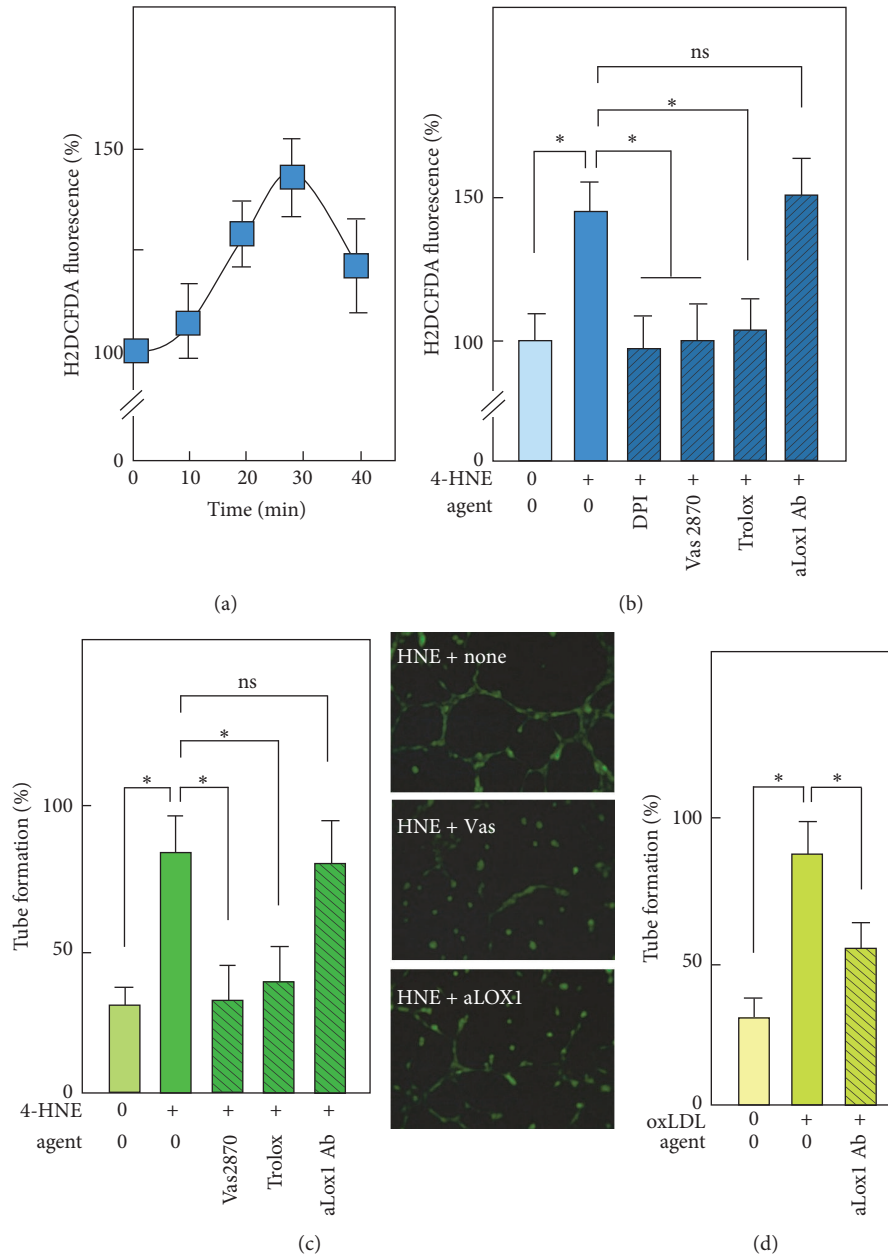 H2DCFDA fluorescence (%)
150
100
0
0 10 20 30 40
Time (min)
(a)
H2DCFDA fluorescence (%)
150
100
0
ns
*
* *
4-HNE 0 + + + + +
agent 0 0 DPI Vas 2870 Trolox aLox1 Ab
(b)
Tube formation (%)
100
50
0
ns
*
* *
4-HNE 0 + + + +
agent 0 0 Vas2870 Trolox aLox1 Ab
HNE + none
HNE + Vas
HNE + aLOX1
(c)
Tube formation (%)
100
50
0
* *
oxLDL 0 + +
agent 0 0 aLox1 Ab
(d)